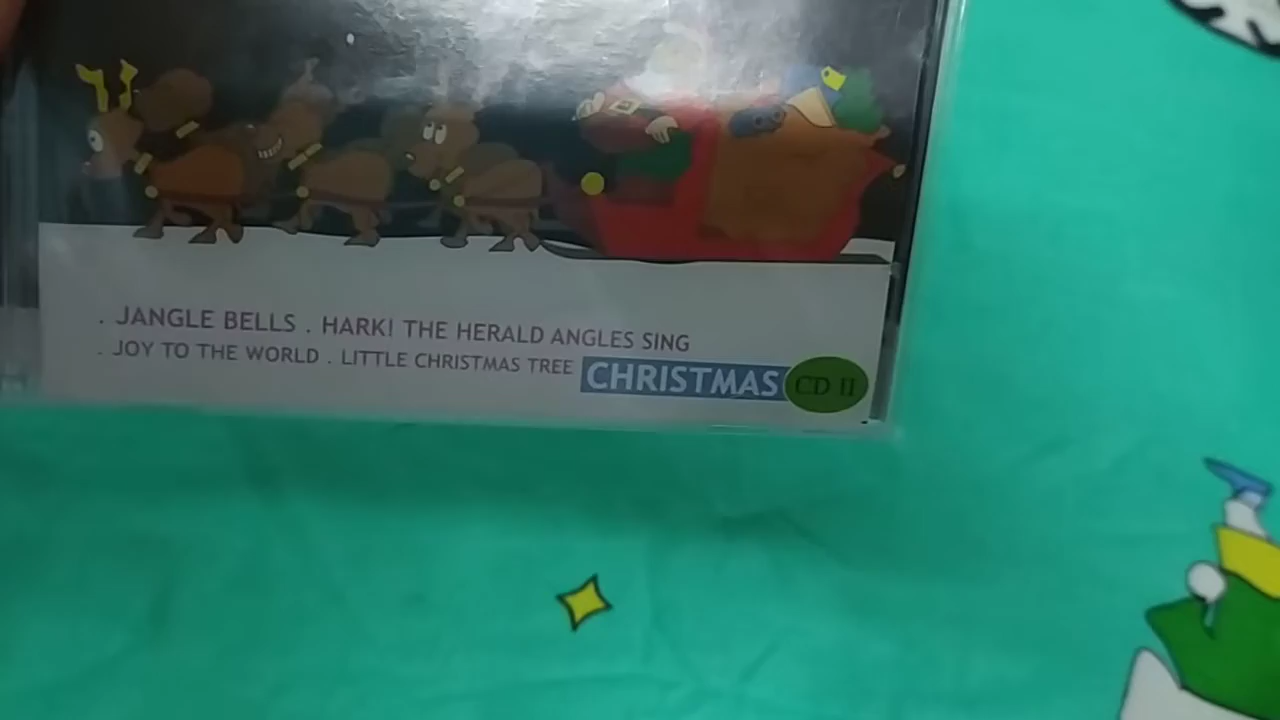 . JANGLE BELLS . HARK! THE HERALD ANGLES SING
. JOY TO THE WORLD . LITTLE CHRISTMAS TREE
CHRISTMAS CD II